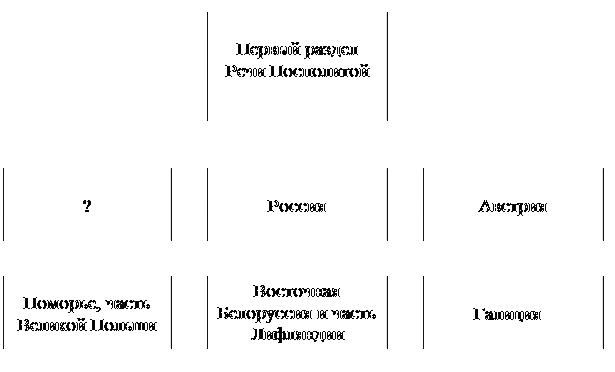 Первый раздел
Речи Посполитой
?
Россия
Австрия
Поморье, часть
Великой Польши
Восточная
Белоруссия и часть
Лифляндии
Галиция